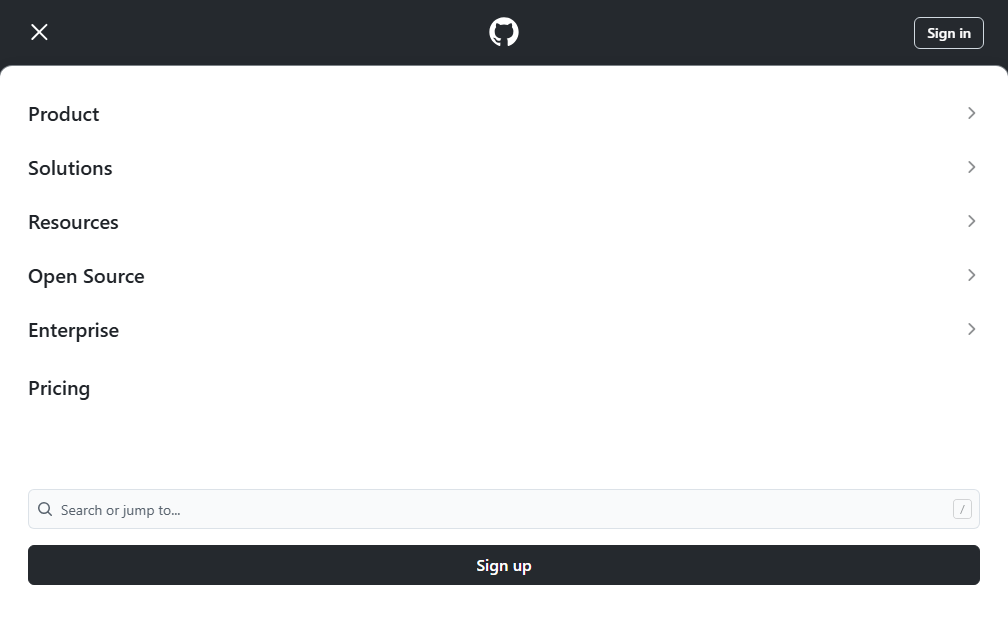 Sign in
Product
Solutions
Resources
Open Source
Enterprise
Pricing
Search or jump to...
/
Sign up